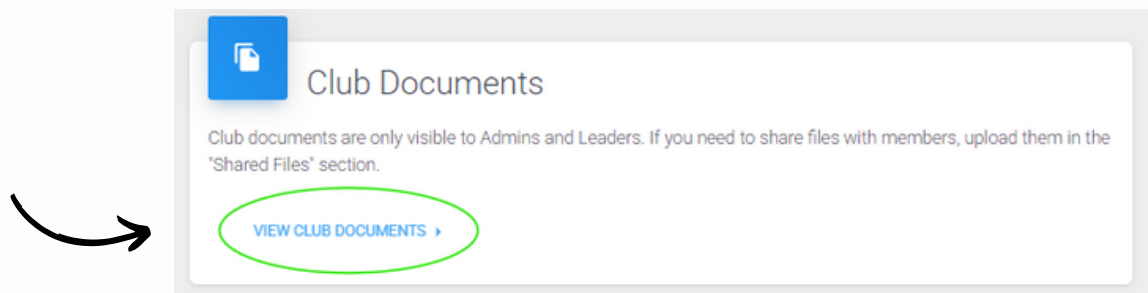 Club Documents
Club documents are only visible to Admins and Leaders. If you need to share files with members, upload them in the
"Shared Files" section.
VIEW CLUB DOCUMENTS